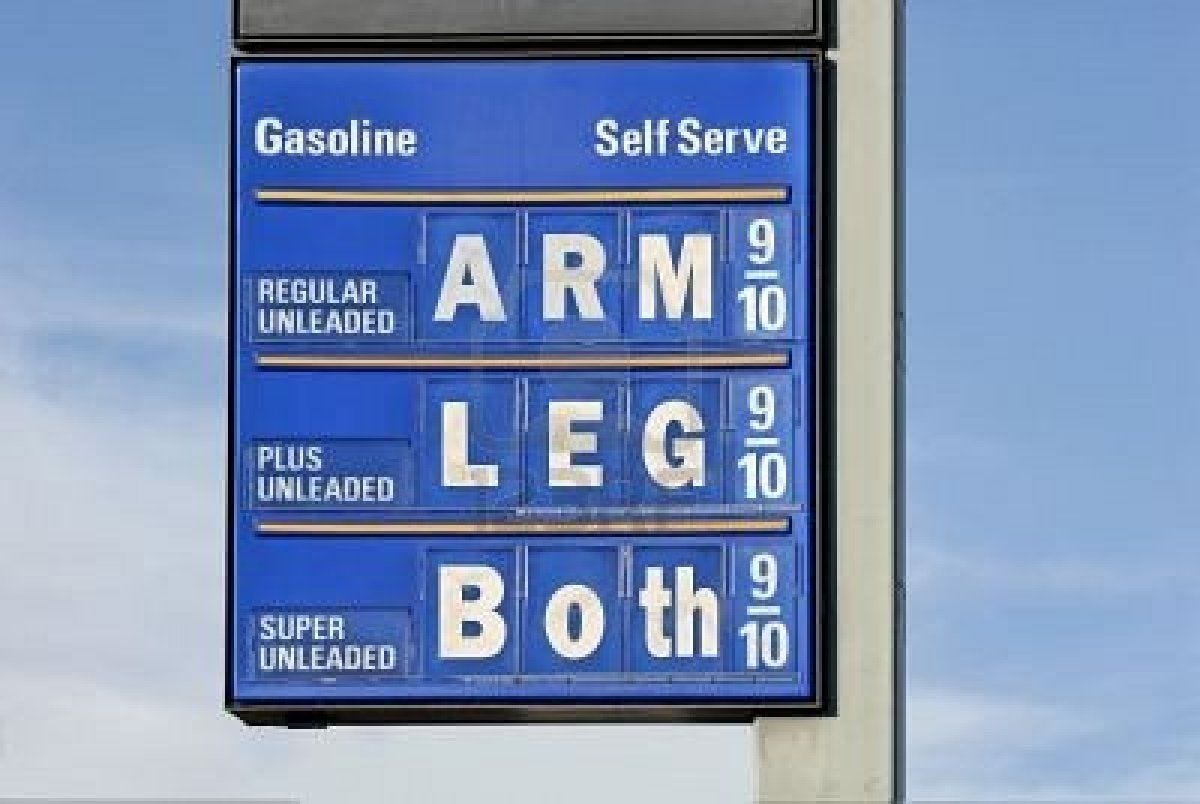 Gasoline Self Serve
REGULAR
UNLEADED
ARM 9/10
PLUS
UNLEADED
LEG 9/10
SUPER
UNLEADED
Both 9/10